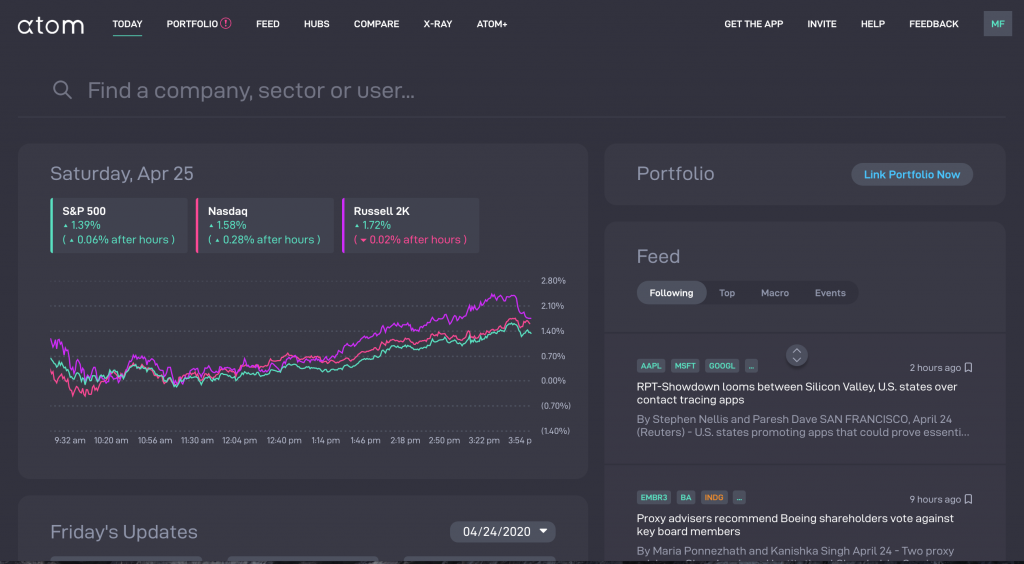 atom
TODAY
PORTFOLIO
FEED
HUBS
COMPARE
X-RAY
ATOM+
GET THE APP
INVITE
HELP
FEEDBACK
MF
Find a company, sector or user...
Saturday, Apr 25
S&P 500
1.39%
( 0.06% after hours )
Nasdaq
1.58%
( 0.28% after hours )
Russell 2K
1.72%
( 0.02% after hours )
2.80%
2.10%
1.40%
0.70%
0.00%
(0.70%)
(1.40%)
9:32 am 10:20 am 10:56 am 11:30 am 12:04 pm 12:40 pm 1:14 pm 1:46 pm 2:18 pm 2:50 pm 3:22 pm 3:54 p
Friday's Updates
04/24/2020
Portfolio
Link Portfolio Now
Feed
Following Top Macro Events
AAPL MSFT GOOGL ...
2 hours ago
RPT-Showdown looms between Silicon Valley, U.S. states over
contact tracing apps
By Stephen Nellis and Paresh Dave SAN FRANCISCO, April 24
(Reuters) - U.S. states promoting apps that could prove essenti...
EMBR3 BA INDG ...
9 hours ago
Proxy advisers recommend Boeing shareholders vote against
key board members
By Maria Ponnezhath and Kanishka Singh April 24 - Two proxy